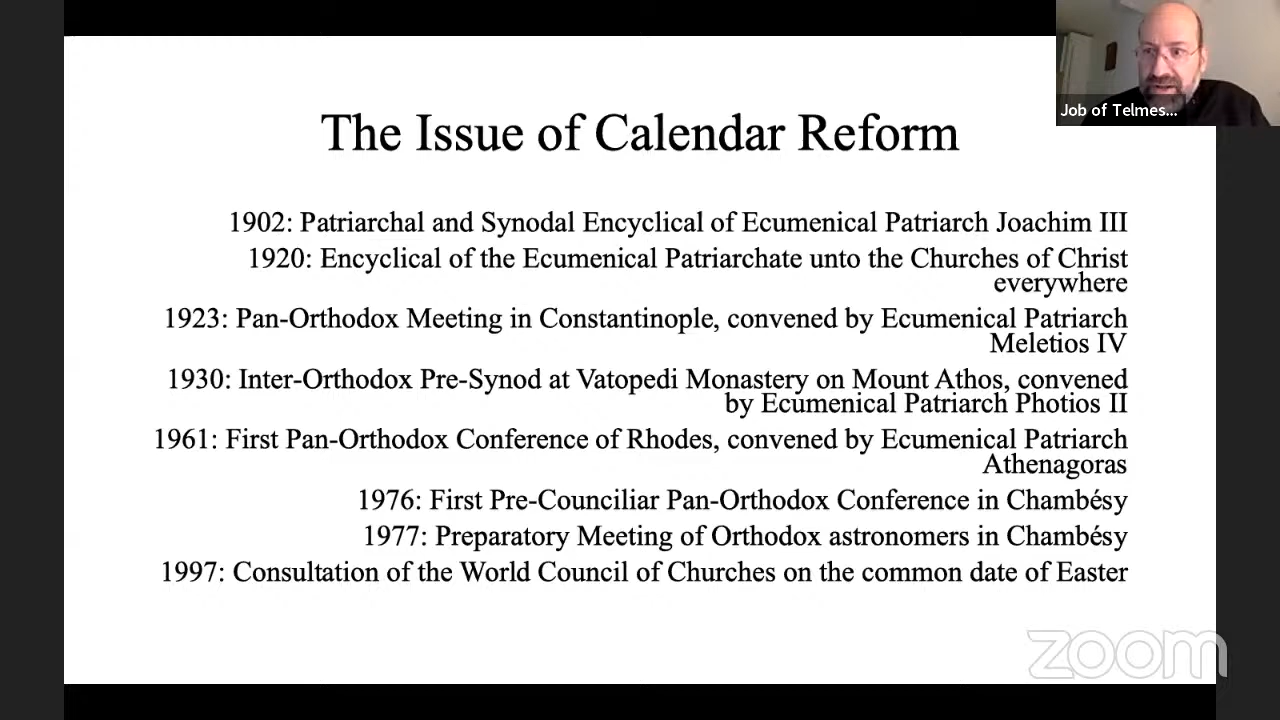 Job of Telmes...
The Issue of Calendar Reform
1902: Patriarchal and Synodal Encyclical of Ecumenical Patriarch Joachim III
1920: Encyclical of the Ecumenical Patriarchate unto the Churches of Christ
everywhere
1923: Pan-Orthodox Meeting in Constantinople, convened by Ecumenical Patriarch
Meletios IV
1930: Inter-Orthodox Pre-Synod at Vatopedi Monastery on Mount Athos, convened
by Ecumenical Patriarch Photios II
1961: First Pan-Orthodox Conference of Rhodes, convened by Ecumenical Patriarch
Athenagoras
1976: First Pre-Counciliar Pan-Orthodox Conference in Chambésy
1977: Preparatory Meeting of Orthodox astronomers in Chambésy
1997: Consultation of the World Council of Churches on the common date of Easter
zoom